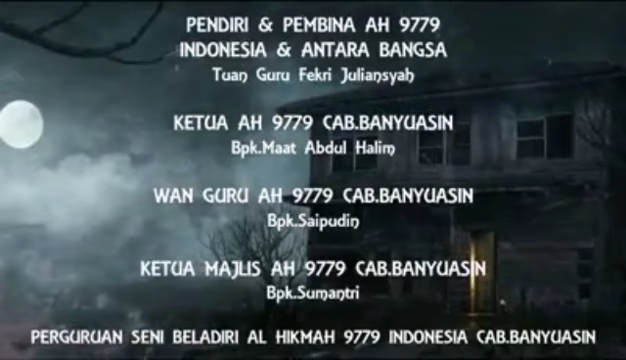 PENDIRI & PEMBINA AH 9779
INDONESIA & ANTARA BANGSA
Tuan Guru Fekri Juliansyah
KETUA AH 9779 CAB.BANYUASIN
Bpk.Maat Abdul Halim
WAN GURU AH 9779 CAB.BANYUASIN
Bpk.Saipudin
KETUA MAJLIS AH 9779 CAB.BANYUASIN
Bpk.Sumantri
PERGURUAN SENI BELADIRI AL HIKMAH 9779 INDONESIA CAB.BANYUASIN